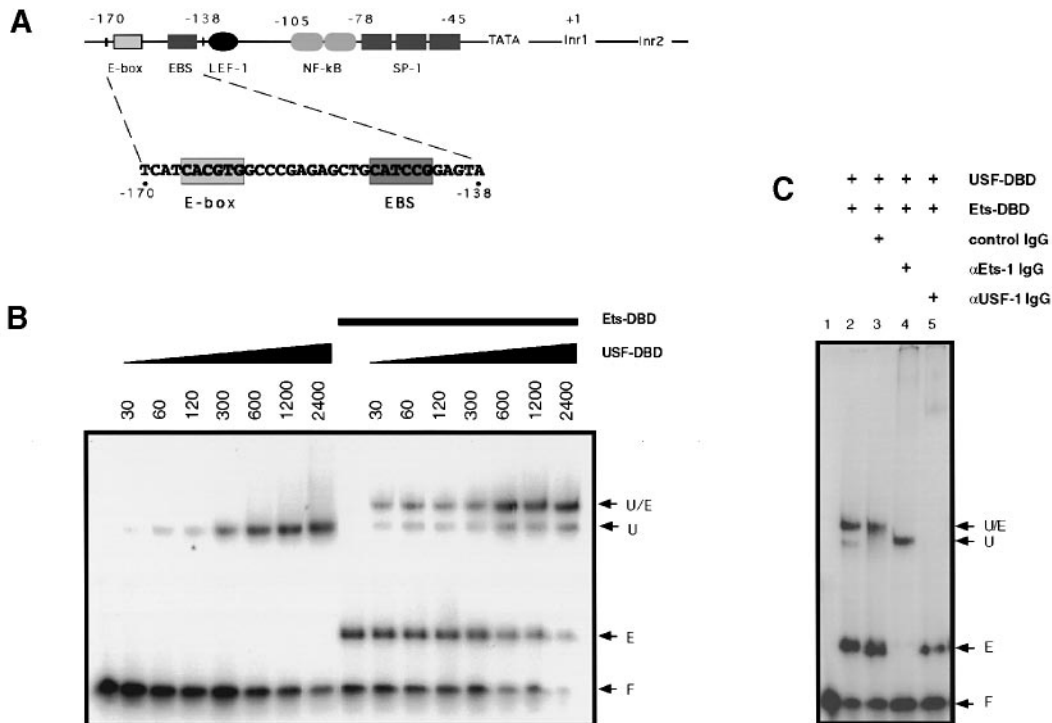 A
-170 -138 -105 -78 -45 +1
TATA Inr1 Inr2
E-box EBS LEF-1 NF-kB SP-1
TCATCACGTGGCCCGAGAGCTGCATCCGGAGTA
-170 -138
E-box EBS
B
Ets-DBD
USF-DBD
30 60 120 300 600 1200 2400 30 60 120 300 600 1200 2400
U/E
U
E
F
C
+ + + + USF-DBD
+ + + + Ets-DBD
+ control IgG
+ αEts-1 IgG
+ αUSF-1 IgG
1 2 3 4 5
U/E
U
E
F